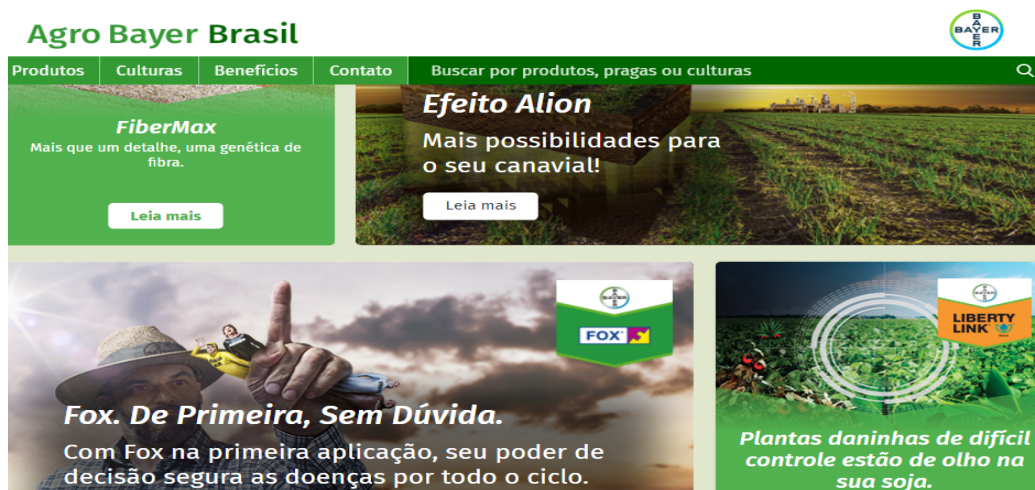 Agro Bayer Brasil
BAYER
BAYER
Produtos
Culturas
Benefícios
Contato
Buscar por produtos, pragas ou culturas
FiberMax
Mais que um detalhe, uma genética de
fibra.
Leia mais
Efeito Alion
Mais possibilidades para
o seu canavial!
Leia mais
BAYER
FOX
Fox. De Primeira, Sem Dúvida.
Com Fox na primeira aplicação, seu poder de
decisão segura as doenças por todo o ciclo.
BAYER
LIBERTY
LINK
Plantas daninhas de difícil
controle estão de olho na
sua soja.